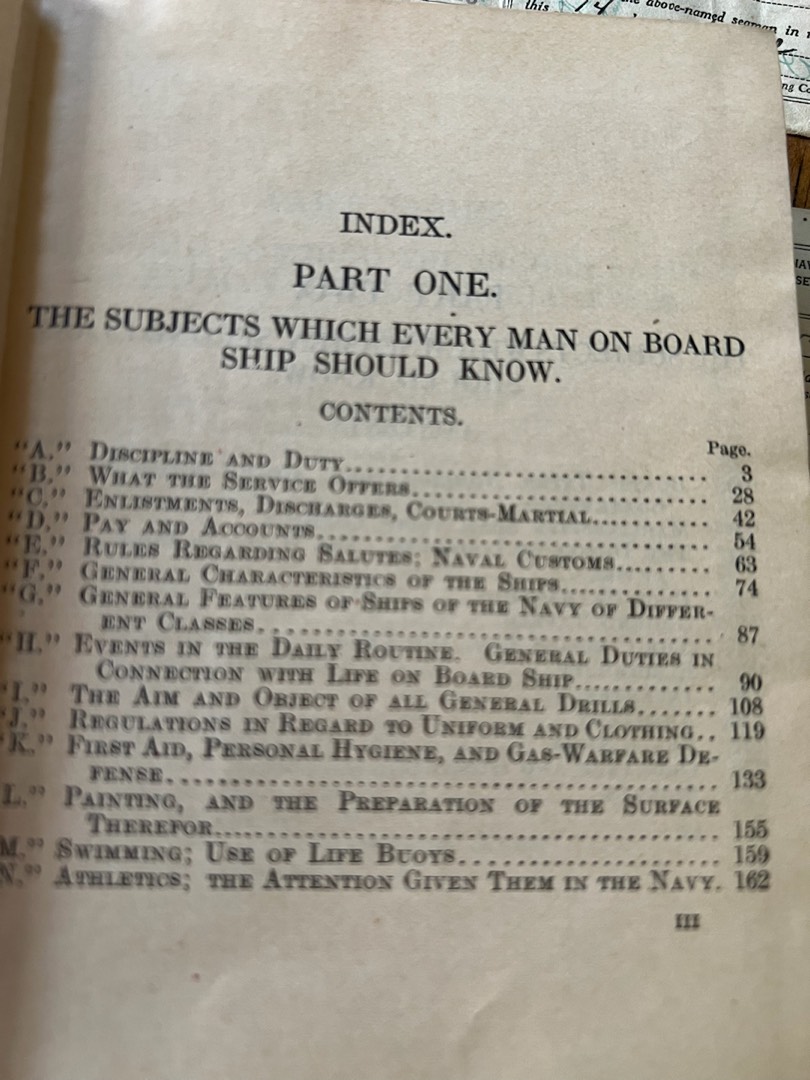 this 14
the above-named seaman in
INDEX.
PART ONE.
THE SUBJECTS WHICH EVERY MAN ON BOARD
SHIP SHOULD KNOW.
CONTENTS.
Page.
"A." DISCIPLINE AND DUTY.......... 3
"B." WHAT THE SERVICE OFFERS.......... 28
"C." ENLISTMENTS, DISCHARGES, COURTS-MARTIAL.......... 42
"D." PAY AND ACCOUNTS.......... 54
"E." RULES REGARDING SALUTES; NAVAL CUSTOMS.......... 63
"F." GENERAL CHARACTERISTICS OF THE SHIPS.......... 74
"G." GENERAL FEATURES OF SHIPS OF THE NAVY OF DIFFER-
ENT CLASSES.......... 87
"H." EVENTS IN THE DAILY ROUTINE. GENERAL DUTIES IN
CONNECTION WITH LIFE ON BOARD SHIP.......... 90
"I." THE AIM AND OBJECT OF ALL GENERAL DRILLS....... 108
"J." REGULATIONS IN REGARD TO UNIFORM AND CLOTHING.. 119
"K." FIRST AID, PERSONAL HYGIENE, AND GAS-WARFARE DE-
FENSE.......... 133
L." PAINTING, AND THE PREPARATION OF THE SURFACE
THEREFOR.......... 155
M." SWIMMING; USE OF LIFE BUOYS.......... 159
N." ATHLETICS; THE ATTENTION GIVEN THEM IN THE NAVY. 162
III